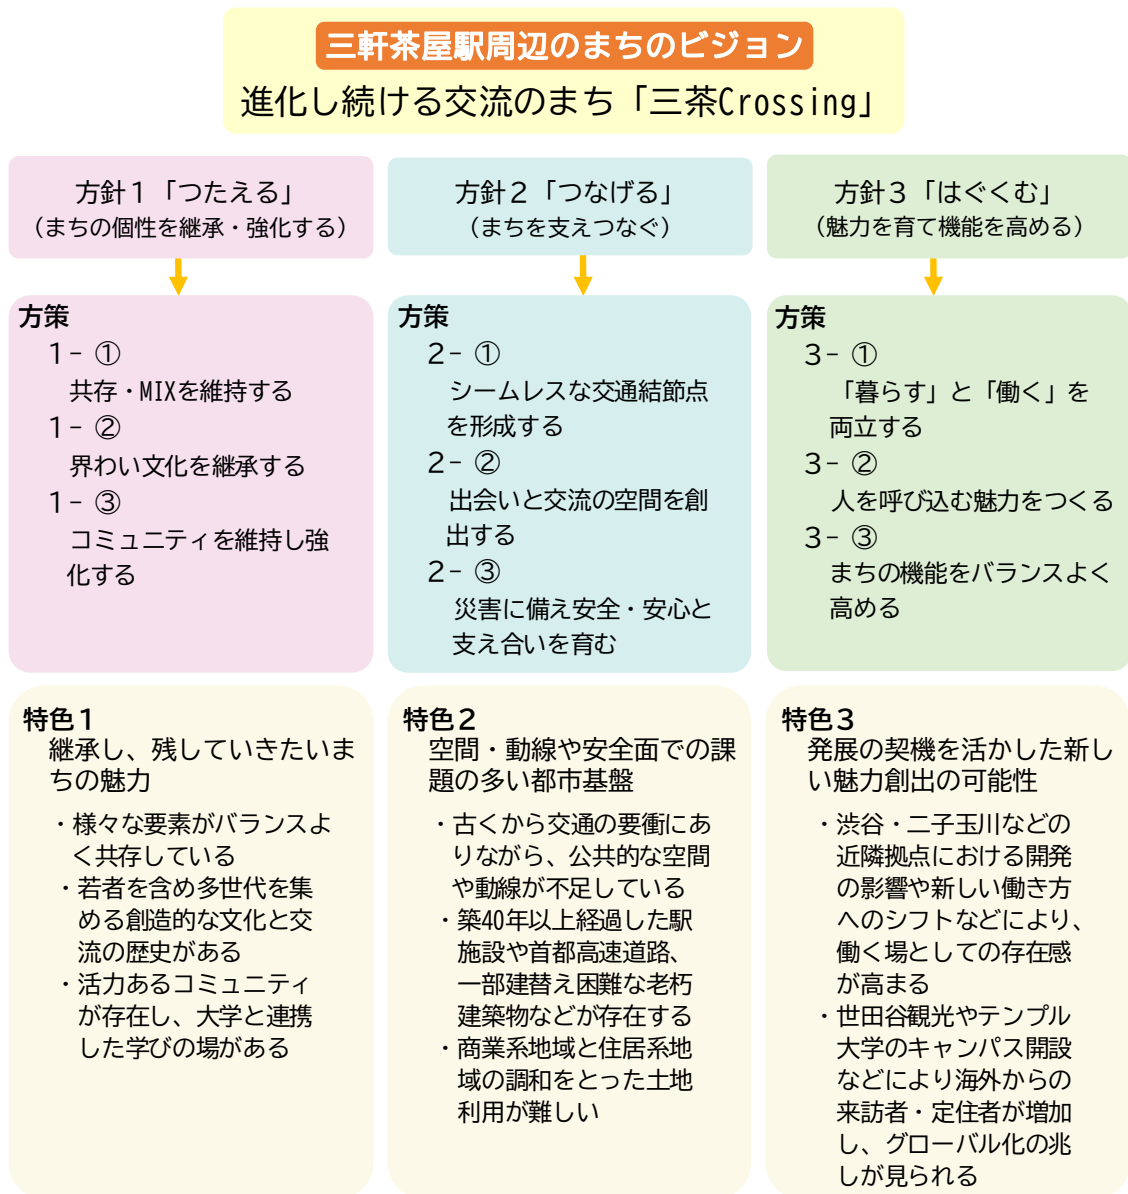 三軒茶屋駅周辺のまちのビジョン
進化し続ける交流のまち「三茶Crossing」
方針1「つたえる」
（まちの個性を継承・強化する）
方策
1-①
共存・MIXを維持する
1-②
界わい文化を継承する
1-③
コミュニティを維持し強
化する
特色1
継承し、残していきたいま
ちの魅力
・様々な要素がバランスよ
く共存している
・若者を含め多世代を集
める創造的な文化と交
流の歴史がある
・活力あるコミュニティ
が存在し、大学と連携
した学びの場がある
方針2「つなげる」
（まちを支えつなぐ）
方策
2-①
シームレスな交通結節点
を形成する
2-②
出会いと交流の空間を創
出する
2-③
災害に備え安全・安心と
支え合いを育む
特色2
空間・動線や安全面での課
題の多い都市基盤
・古くから交通の要衝にあ
りながら、公共的な空間
や動線が不足している
・築40年以上経過した駅
施設や首都高速道路、
一部建替え困難な老朽
建築物などが存在する
・商業系地域と住居系地
域の調和をとった土地
利用が難しい
方針3「はぐくむ」
（魅力を育て機能を高める）
方策
3-①
「暮らす」と「働く」を
両立する
3-②
人を呼び込む魅力をつくる
3-③
まちの機能をバランスよく
高める
特色3
発展の契機を活かした新し
い魅力創出の可能性
・渋谷・二子玉川などの
近隣拠点における開発
の影響や新しい働き方
へのシフトなどにより、
働く場としての存在感
が高まる
・世田谷観光やテンプル
大学のキャンパス開設
などにより海外からの
来訪者・定住者が増加
し、グローバル化の兆
しが見られる